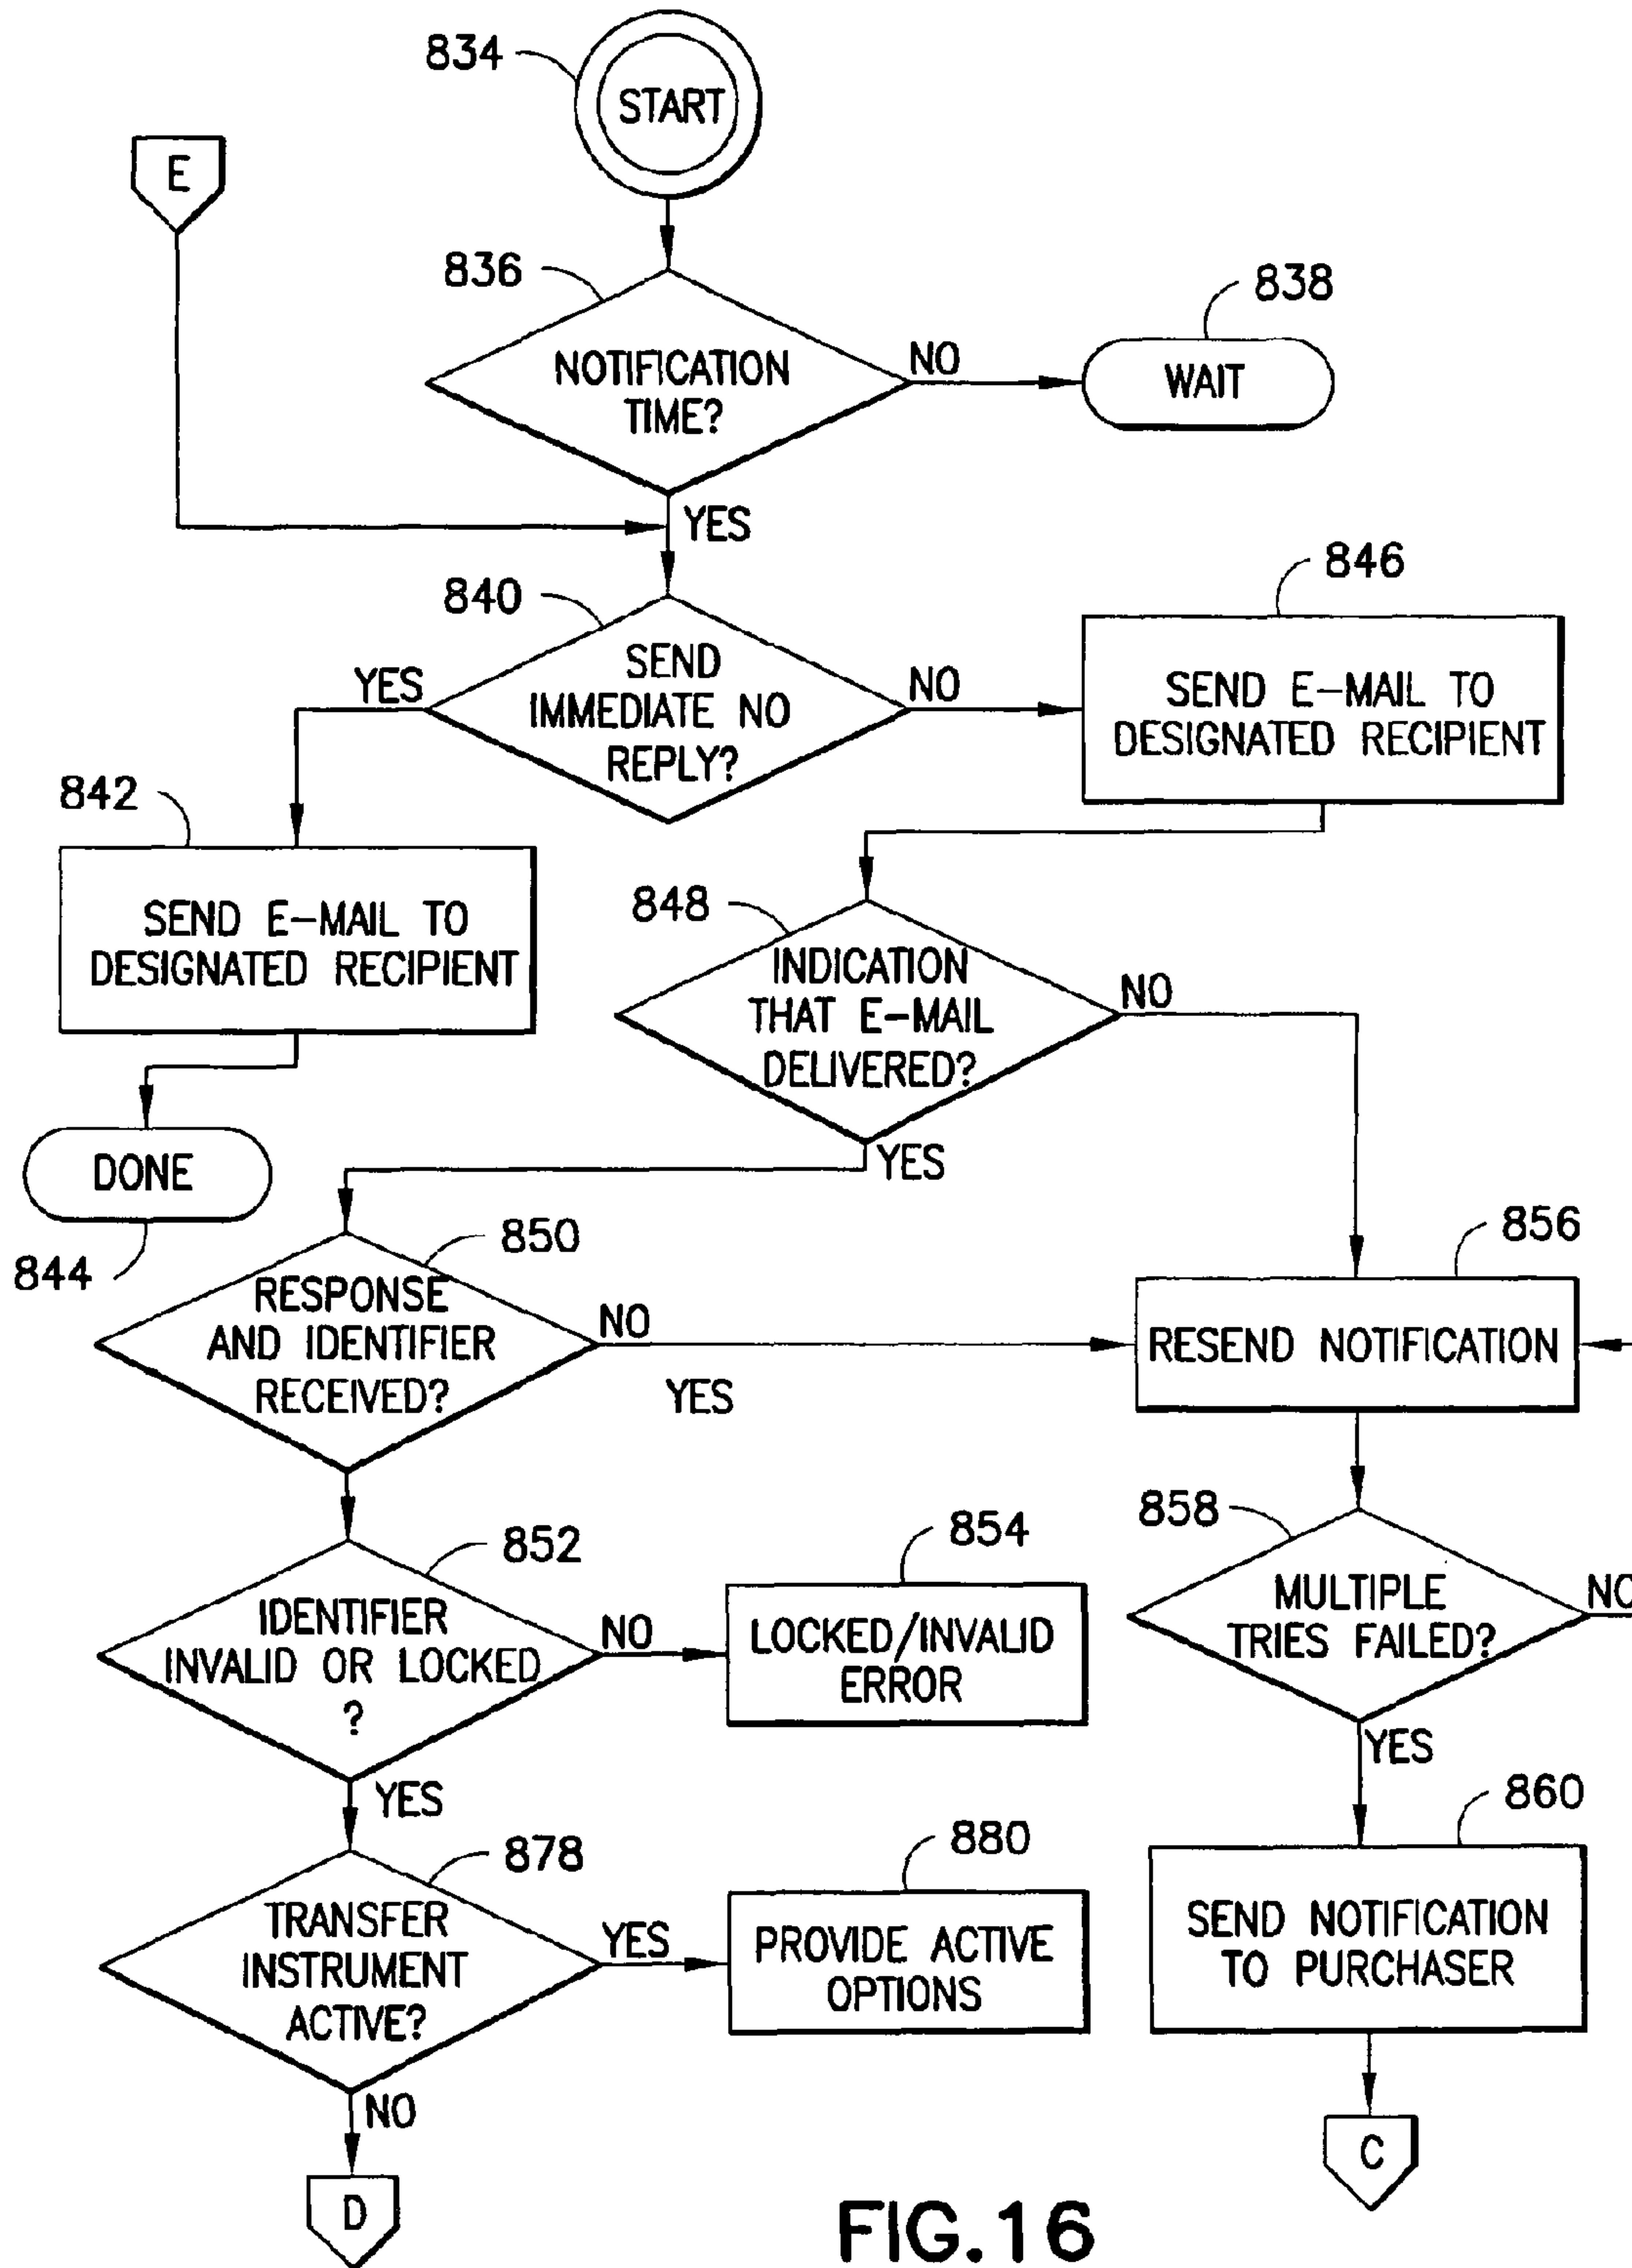 834
START
E
836
NOTIFICATION
TIME?
NO
838
WAIT
YES
840
SEND
IMMEDIATE NO
REPLY?
YES
NO
846
SEND E-MAIL TO
DESIGNATED RECIPIENT
842
SEND E-MAIL TO
DESIGNATED RECIPIENT
848
INDICATION
THAT E-MAIL
DELIVERED?
NO
YES
DONE
844
850
RESPONSE
AND IDENTIFIER
RECEIVED?
NO
YES
856
RESEND NOTIFICATION
852
IDENTIFIER
INVALID OR LOCKED
?
NO
854
LOCKED/INVALID
ERROR
858
MULTIPLE
TRIES FAILED?
NO
YES
YES
860
SEND NOTIFICATION
TO PURCHASER
878
TRANSFER
INSTRUMENT
ACTIVE?
YES
880
PROVIDE ACTIVE
OPTIONS
NO
D
C
FIG.16